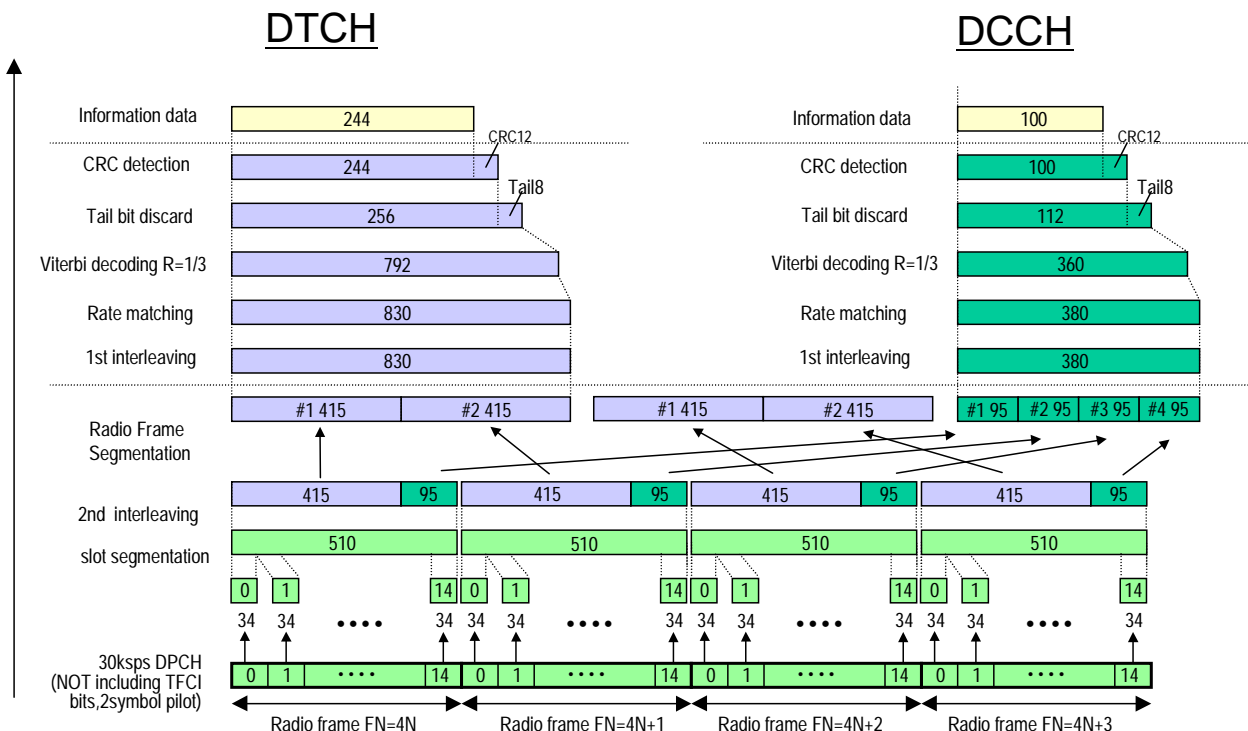 DTCH
DCCH
Information data
244
Information data
100
CRC12
CRC12
CRC detection
244
CRC detection
100
Tail8
Tail8
Tail bit discard
256
Tail bit discard
112
Viterbi decoding R=1/3
792
Viterbi decoding R=1/3
360
Rate matching
830
Rate matching
380
1st interleaving
830
1st interleaving
380
#1 415
#2 415
#1 415
#2 415
#1 95
#2 95
#3 95
#4 95
Radio Frame
Segmentation
415
95
415
95
415
95
415
95
2nd interleaving
510
510
510
510
slot segmentation
0
1
14
0
1
14
0
1
14
0
1
14
34
34
••••
34
34
34
••••
34
34
34
••••
34
34
34
••••
34
30ksps DPCH
(NOT including TFCI
bits,2symbol pilot)
0
1
••••
14
0
1
••••
14
0
1
••••
14
0
1
••••
14
Radio frame FN=4N
Radio frame FN=4N+1
Radio frame FN=4N+2
Radio frame FN=4N+3